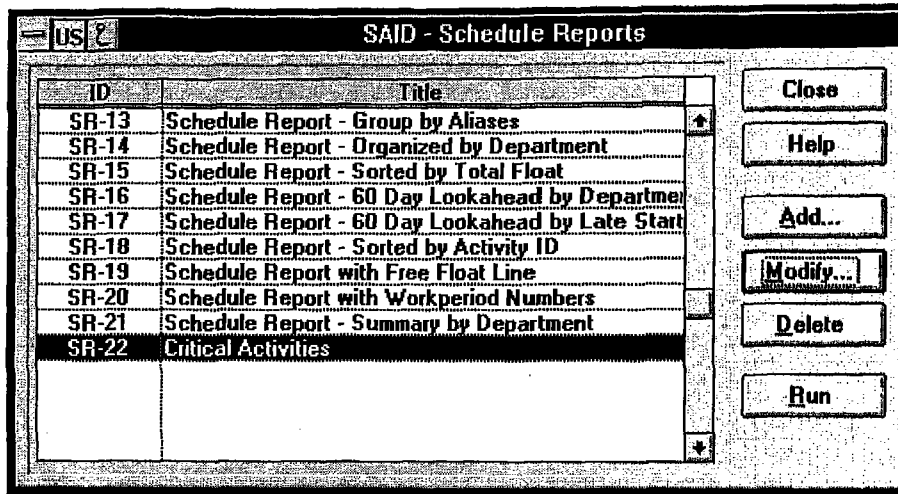 US
SAID - Schedule Reports
ID Title
SR-13 Schedule Report - Group by Aliases
SR-14 Schedule Report - Organized by Department
SR-15 Schedule Report - Sorted by Total Float
SR-16 Schedule Report - 60 Day Lookahead by Departmen
SR-17 Schedule Report - 60 Day Lookahead by Late Start
SR-18 Schedule Report - Sorted by Activity ID
SR-19 Schedule Report with Free Float Line
SR-20 Schedule Report with Workperiod Numbers
SR-21 Schedule Report - Summary by Department
SR-22 Critical Activities
Close
Help
Add...
Modify...
Delete
Run